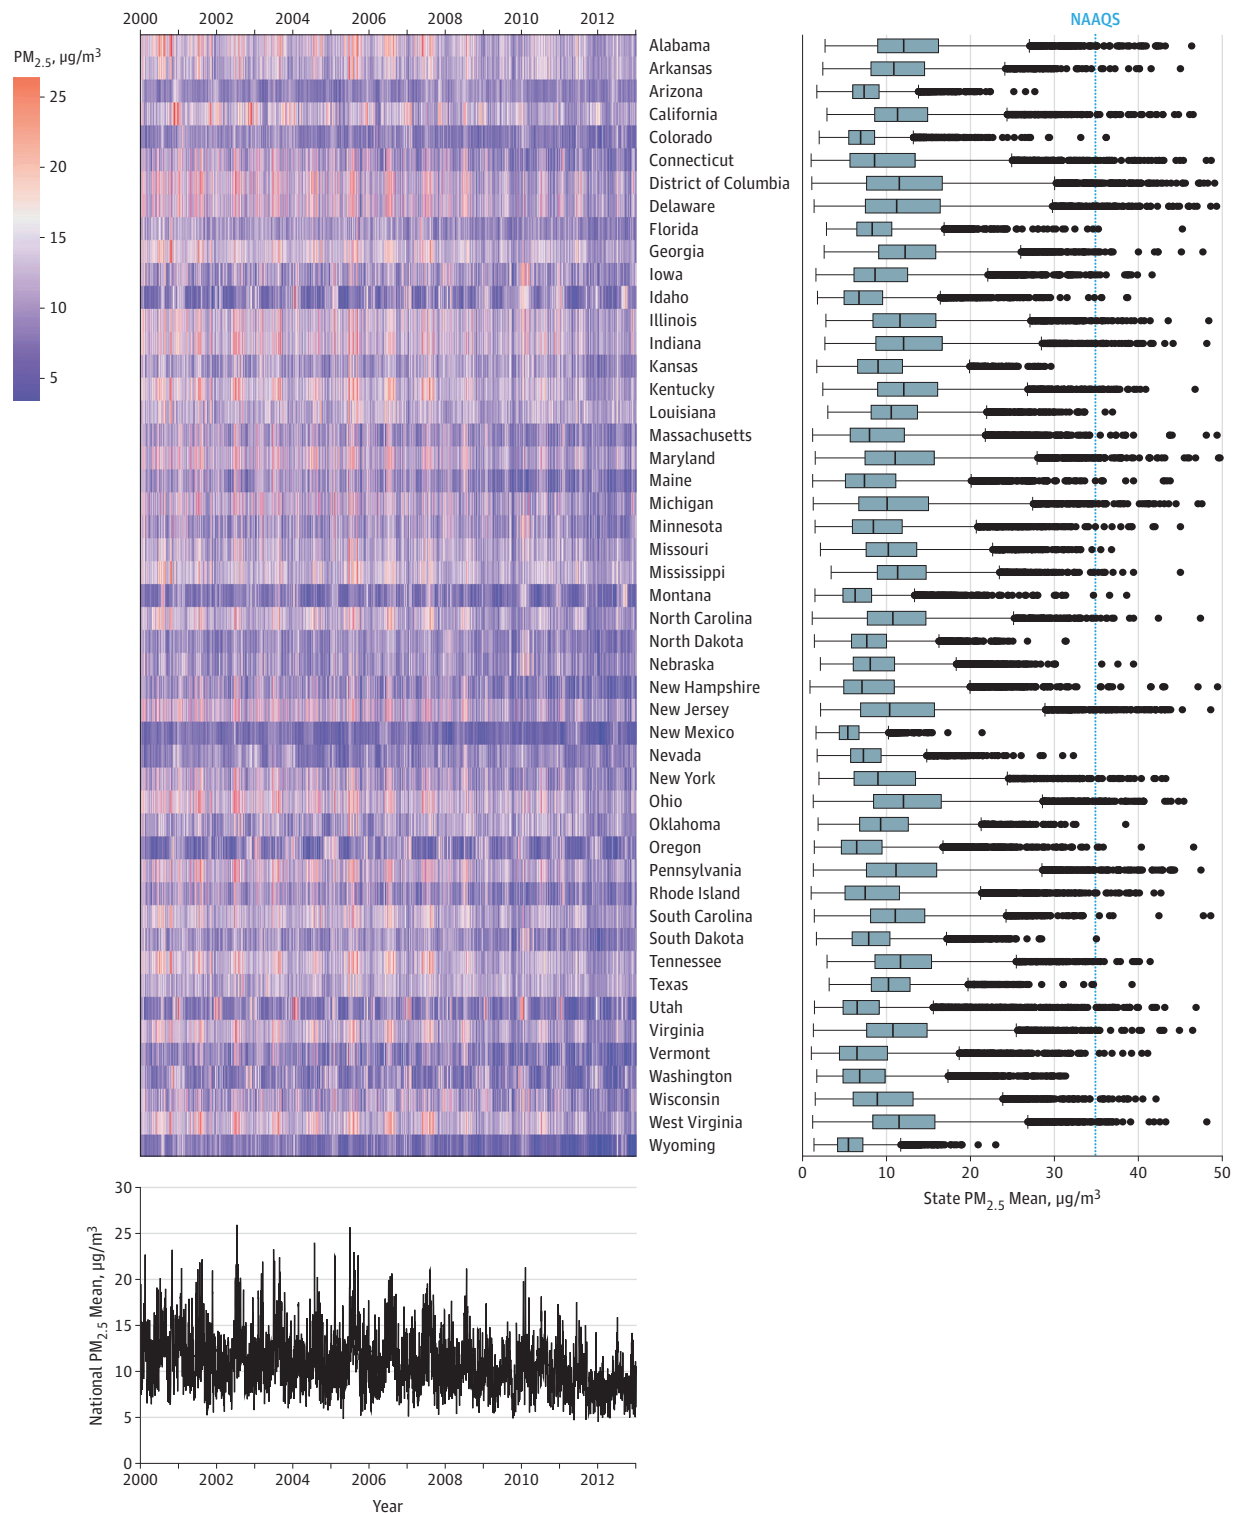 2000 2002 2004 2006 2008 2010 2012
NAAQS
PM2.5, µg/m3
25
20
15
10
5
Alabama
Arkansas
Arizona
California
Colorado
Connecticut
District of Columbia
Delaware
Florida
Georgia
Iowa
Idaho
Illinois
Indiana
Kansas
Kentucky
Louisiana
Massachusetts
Maryland
Maine
Michigan
Minnesota
Missouri
Mississippi
Montana
North Carolina
North Dakota
Nebraska
New Hampshire
New Jersey
New Mexico
Nevada
New York
Ohio
Oklahoma
Oregon
Pennsylvania
Rhode Island
South Carolina
South Dakota
Tennessee
Texas
Utah
Virginia
Vermont
Washington
Wisconsin
West Virginia
Wyoming
0 10 20 30 40 50
State PM2.5 Mean, µg/m3
National PM2.5 Mean, µg/m3
30
25
20
15
10
5
0
2000 2002 2004 2006 2008 2010 2012
Year